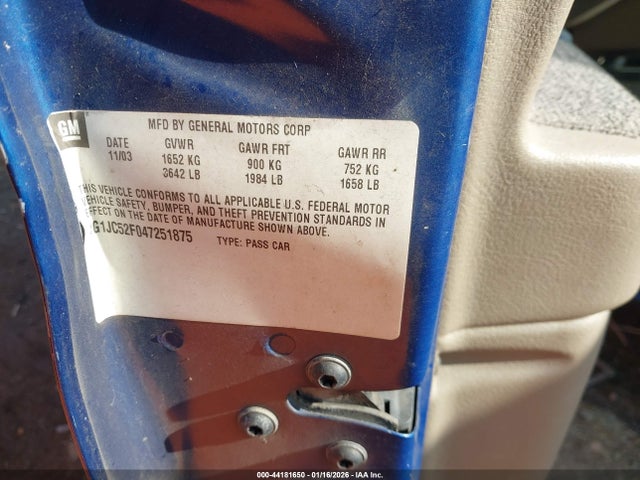 GM
MFD BY GENERAL MOTORS CORP
DATE GVWR GAWR FRT GAWR RR
11/03 1652 KG 900 KG 752 KG
3642 LB 1984 LB 1658 LB
THIS VEHICLE CONFORMS TO ALL APPLICABLE U.S. FEDERAL MOTOR
VEHICLE SAFETY, BUMPER, AND THEFT PREVENTION STANDARDS IN
EFFECT ON THE DATE OF MANUFACTURE SHOWN ABOVE.
G1JC52F047251875 TYPE: PASS CAR
000-44181650 | 01/16/2026 - IAA Inc.